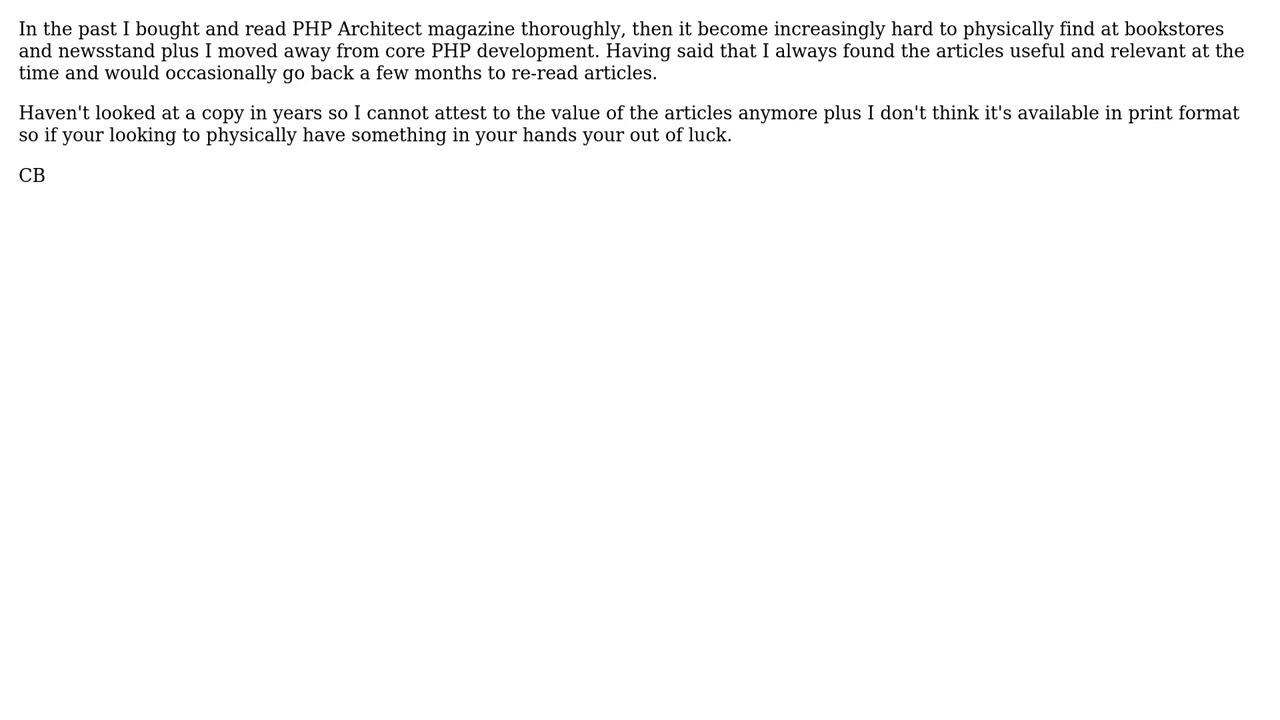 In the past I bought and read PHP Architect magazine thoroughly, then it become increasingly hard to physically find at bookstores
and newsstand plus I moved away from core PHP development. Having said that I always found the articles useful and relevant at the
time and would occasionally go back a few months to re-read articles.
Haven't looked at a copy in years so I cannot attest to the value of the articles anymore plus I don't think it's available in print format
so if your looking to physically have something in your hands your out of luck.
CB